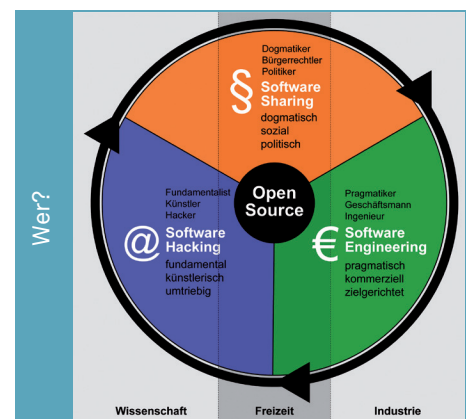 Wer?
Dogmatiker
Bürgerrechtler
Politiker
§ Software
Sharing
dogmatisch
sozial
politisch
Open
Source
Fundamentalist
Künstler
Hacker
@ Software
Hacking
fundamental
künstlerisch
umtriebig
Pragmatiker
Geschäftsmann
Ingenieur
€ Software
Engineering
pragmatisch
kommerziell
zielgerichtet
Wissenschaft Freizeit Industrie